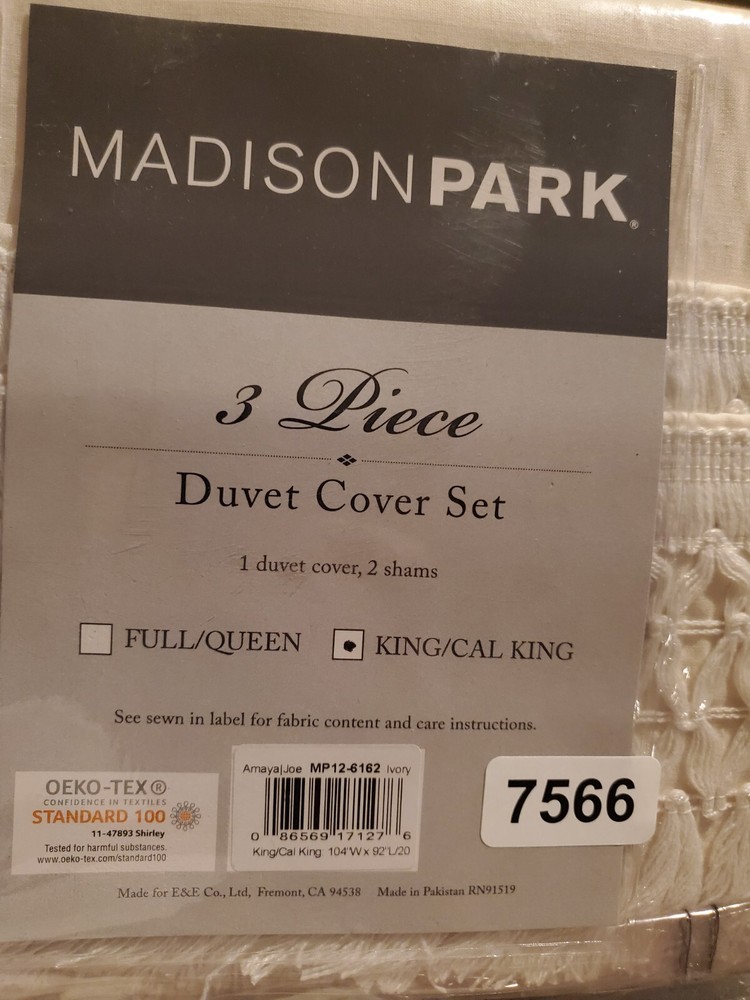 MADISONPARK®
3 Piece
Duvet Cover Set
1 duvet cover, 2 shams
FULL/QUEEN KING/CAL KING
See sewn in label for fabric content and care instructions.
OEKO-TEX®
CONFIDENCE IN TEXTILES
STANDARD 100
11-47893 Shirley
Tested for harmful substances.
www.oeko-tex.com/standard100
Amaya|Joe MP12-6162 Ivory
0 86569 17127 6
King/Cal King: 104"W x 92"L/20
7566
Made for E&E Co., Ltd, Fremont, CA 94538 Made in Pakistan RN91519